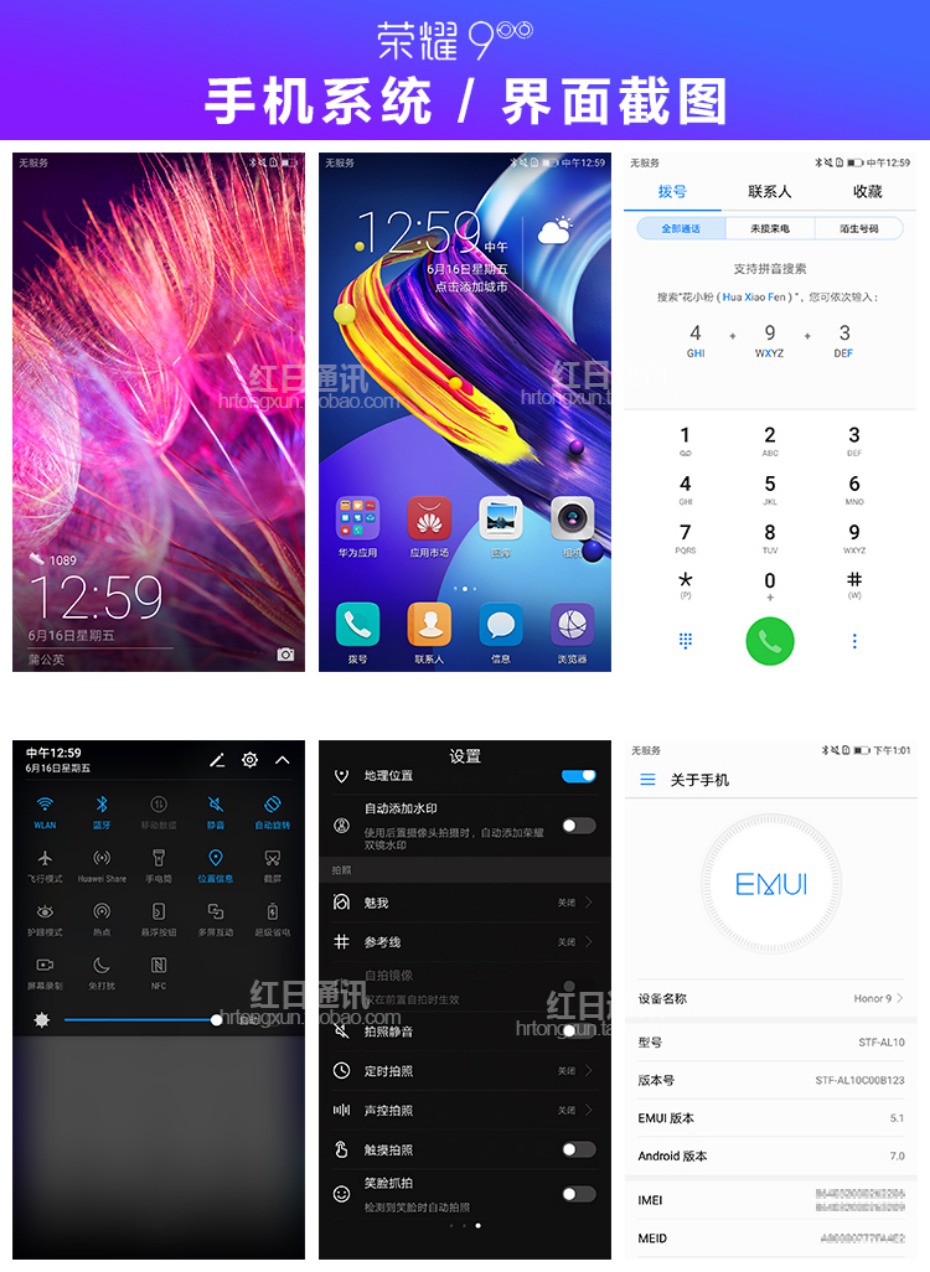 荣耀 9
手机系统 / 界面截图
无服务
1089
12:59
6月16日星期五
蒲公英
红日通讯
hrtongxun.taobao.com
无服务
中午12:59
12:59 中午
6月16日星期五
点击添加城市
红日
hrtongxun.t
华为应用 应用市场 图库 相机
拨号 联系人 信息 浏览器
无服务
中午12:59
拨号 联系人 收藏
全部通话 未接来电 陌生号码
支持拼音搜索
搜索"花小粉 ( Hua Xiao Fen ) ", 您可依次输入:
4 + 9 + 3
GHI WXYZ DEF
1 2 3
ABC DEF
4 5 6
GHI JKL MNO
7 8 9
PQRS TUV WXYZ
* 0 #
(P) + (W)
中午12:59
6月16日星期五
WLAN 蓝牙 移动数据 静音 自动旋转
飞行模式 Huawei Share 手电筒 位置信息 截屏
护眼模式 热点 悬浮按钮 多屏互动 超级省电
屏幕录制 免打扰 NFC
红日通讯
hrtongxun.taobao.com
设置
地理位置
自动添加水印
使用后置摄像头拍摄时，自动添加荣耀
双镜水印
拍照
魅我 关闭
参考线 关闭
自拍镜像
仅在前置自拍时生效
红日
hrtongxun.ta
拍照静音
定时拍照 关闭
声控拍照 关闭
触摸拍照
笑脸抓拍
检测到笑脸时自动拍照
无服务
下午1:01
关于手机
EMUI
设备名称 Honor 9
型号 STF-AL10
版本号 STF-AL10C00B123
EMUI 版本 5.1
Android 版本 7.0
IMEI
MEID